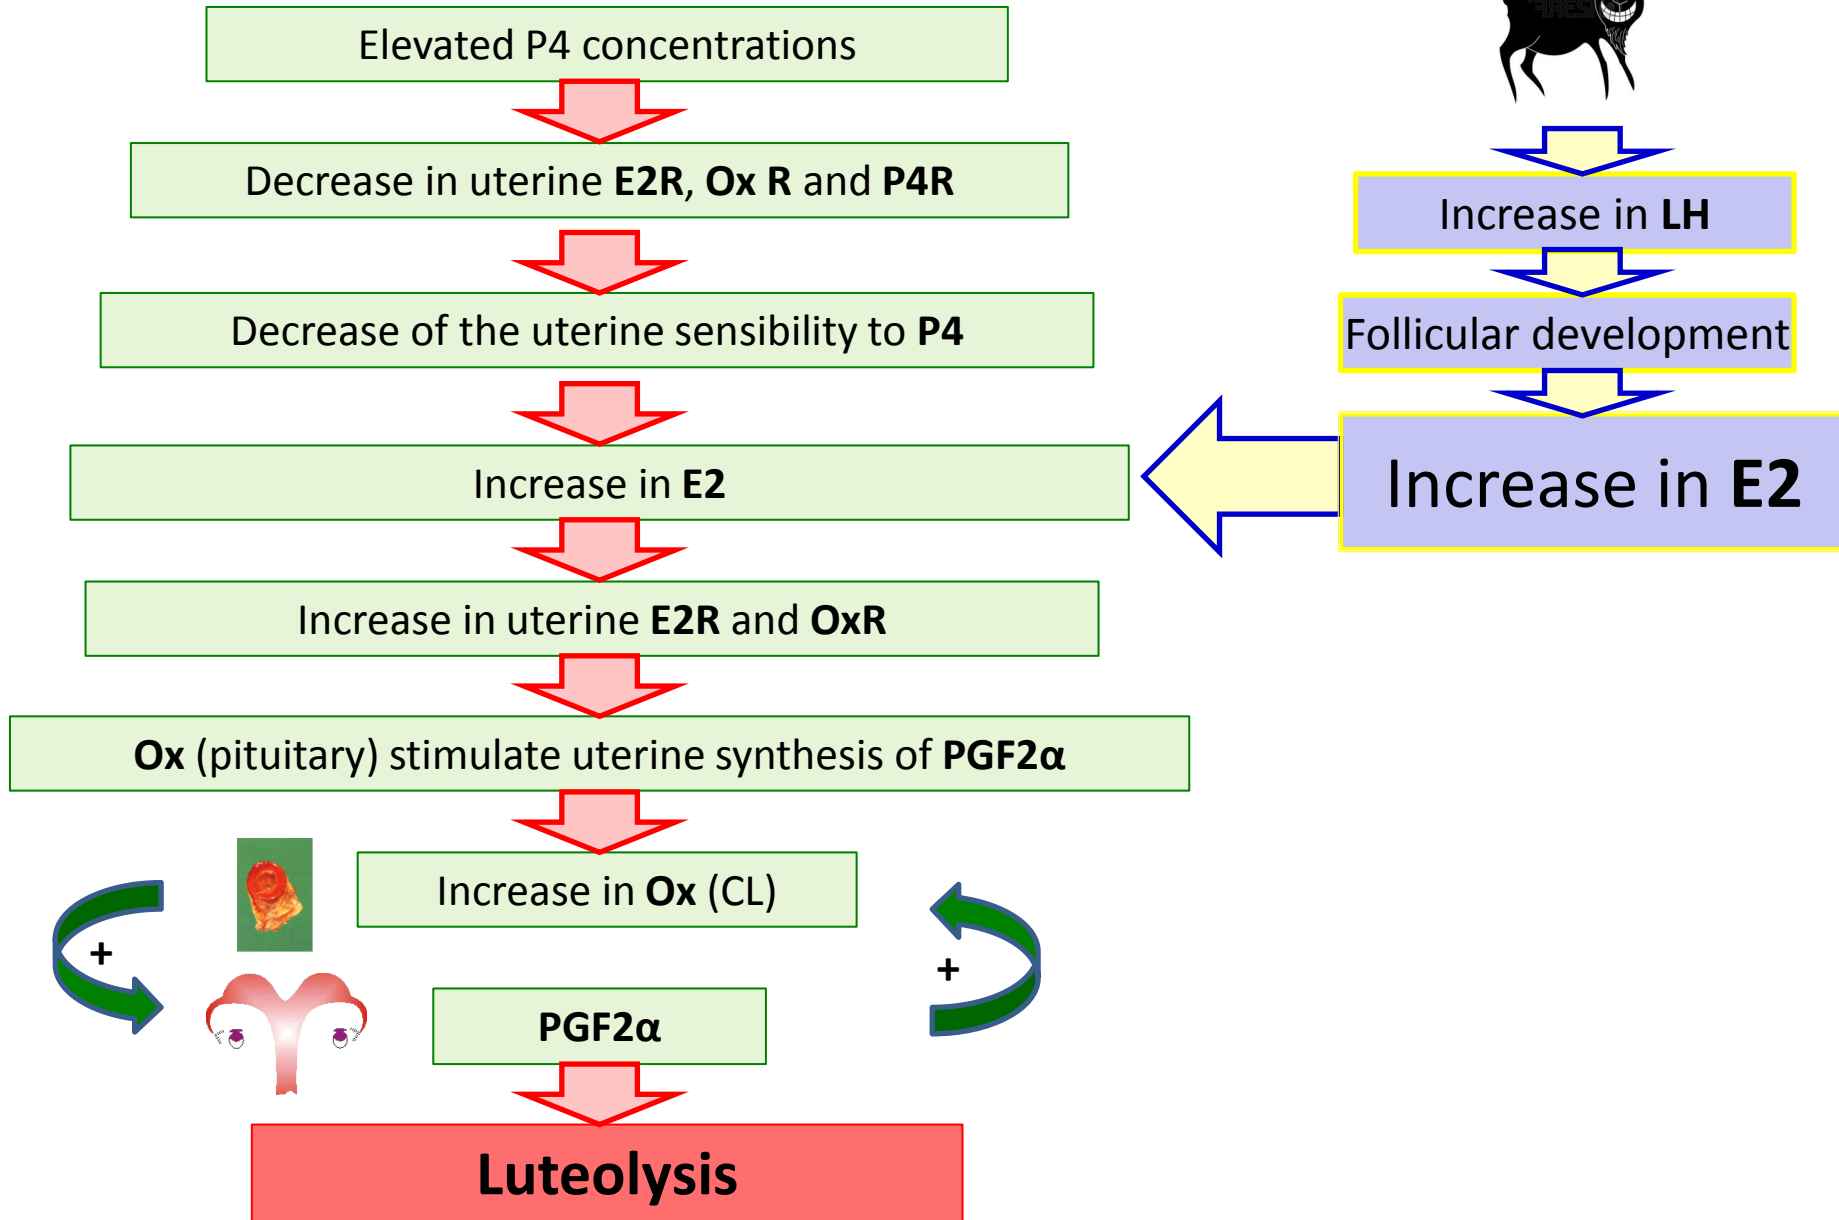 Elevated P4 concentrations
Decrease in uterine E2R, Ox R and P4R
Decrease of the uterine sensibility to P4
Increase in E2
Increase in uterine E2R and OxR
Ox (pituitary) stimulate uterine synthesis of PGF2α
Increase in Ox (CL)
+
+
PGF2α
Luteolysis
Increase in LH
Follicular development
Increase in E2